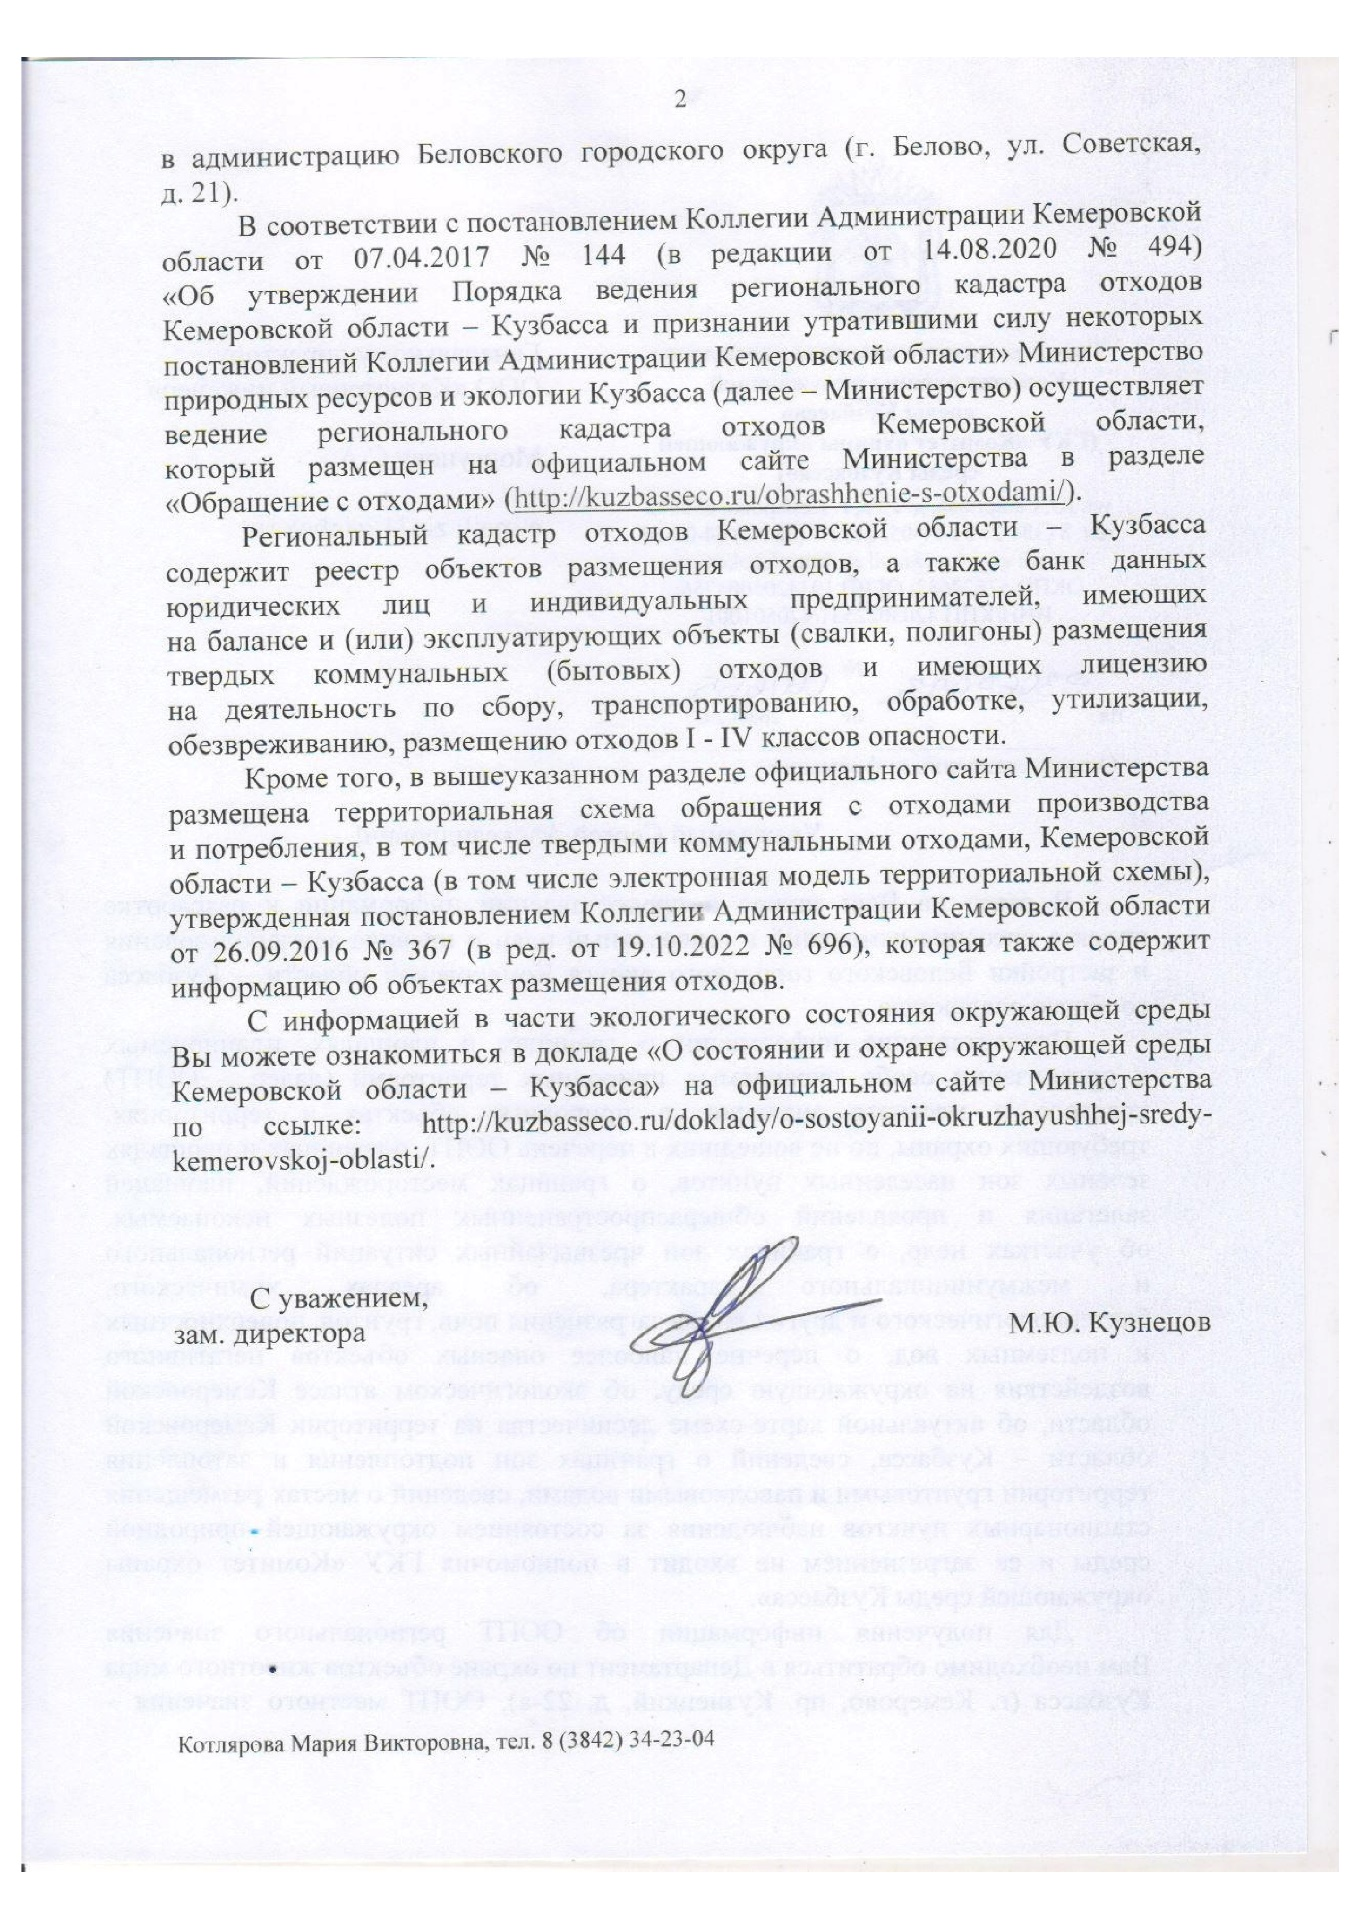 2
в администрацию Беловского городского округа (г. Белово, ул. Советская,
д. 21).
В соответствии с постановлением Коллегии Администрации Кемеровской
области от 07.04.2017 № 144 (в редакции от 14.08.2020 № 494)
«Об утверждении Порядка ведения регионального кадастра отходов
Кемеровской области – Кузбасса и признании утратившими силу некоторых
постановлений Коллегии Администрации Кемеровской области» Министерство
природных ресурсов и экологии Кузбасса (далее – Министерство) осуществляет
ведение регионального кадастра отходов Кемеровской области,
который размещен на официальном сайте Министерства в разделе
«Обращение с отходами» (http://kuzbasseco.ru/obrashhenie-s-otxodami/).
Региональный кадастр отходов Кемеровской области – Кузбасса
содержит реестр объектов размещения отходов, а также банк данных
юридических лиц и индивидуальных предпринимателей, имеющих
на балансе и (или) эксплуатирующих объекты (свалки, полигоны) размещения
твердых коммунальных (бытовых) отходов и имеющих лицензию
на деятельность по сбору, транспортированию, обработке, утилизации,
обезвреживанию, размещению отходов I - IV классов опасности.
Кроме того, в вышеуказанном разделе официального сайта Министерства
размещена территориальная схема обращения с отходами производства
и потребления, в том числе твердыми коммунальными отходами, Кемеровской
области – Кузбасса (в том числе электронная модель территориальной схемы),
утвержденная постановлением Коллегии Администрации Кемеровской области
от 26.09.2016 № 367 (в ред. от 19.10.2022 № 696), которая также содержит
информацию об объектах размещения отходов.
С информацией в части экологического состояния окружающей среды
Вы можете ознакомиться в докладе «О состоянии и охране окружающей среды
Кемеровской области – Кузбасса» на официальном сайте Министерства
по ссылке: http://kuzbasseco.ru/doklady/o-sostoyanii-okruzhayushhej-sredy-
kemerovskoj-oblasti/.
С уважением,
зам. директора
М.Ю. Кузнецов
Котлярова Мария Викторовна, тел. 8 (3842) 34-23-04